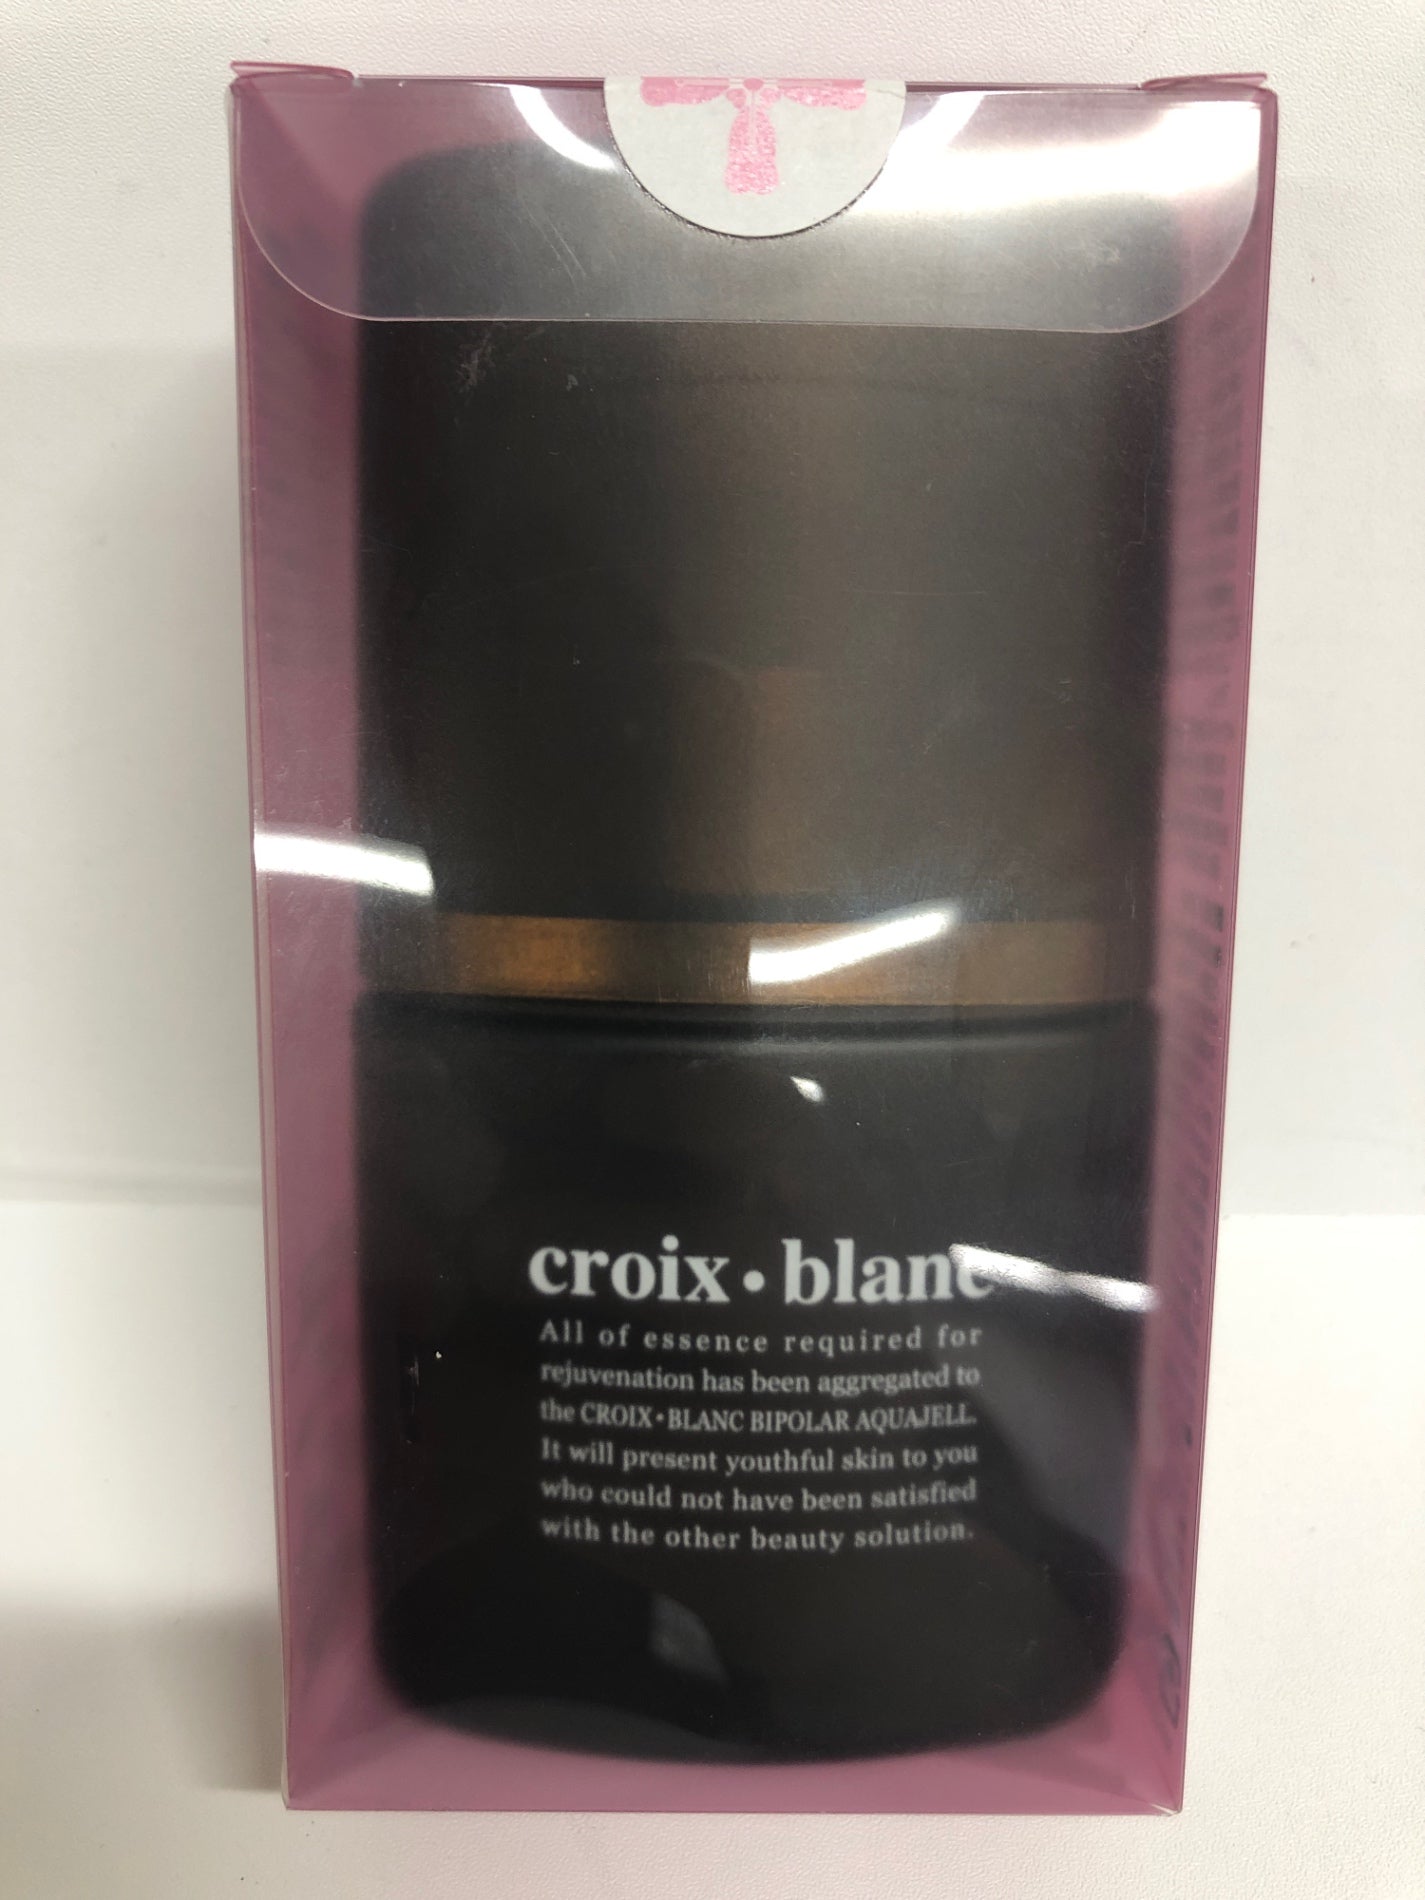 croix・blanc
All of essence required for
rejuvenation has been aggregated to
the CROIX・BLANC BIPOLAR AQUAJELL.
It will present youthful skin to you
who could not have been satisfied
with the other beauty solution.